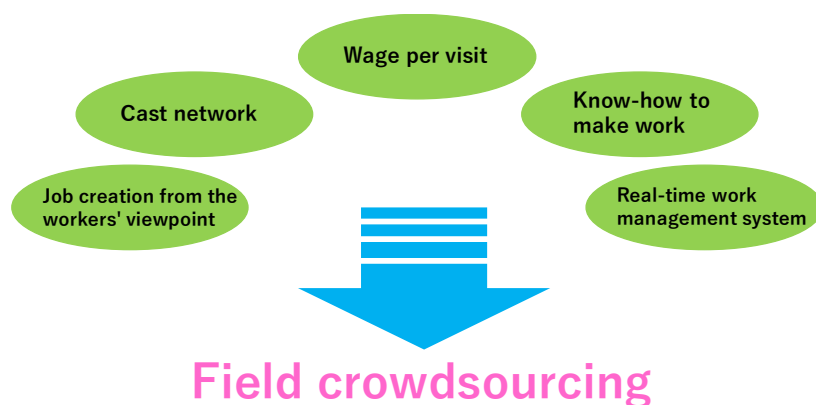 Wage per visit
Cast network
Know-how to
make work
Job creation from the
workers' viewpoint
Real-time work
management system
Field crowdsourcing